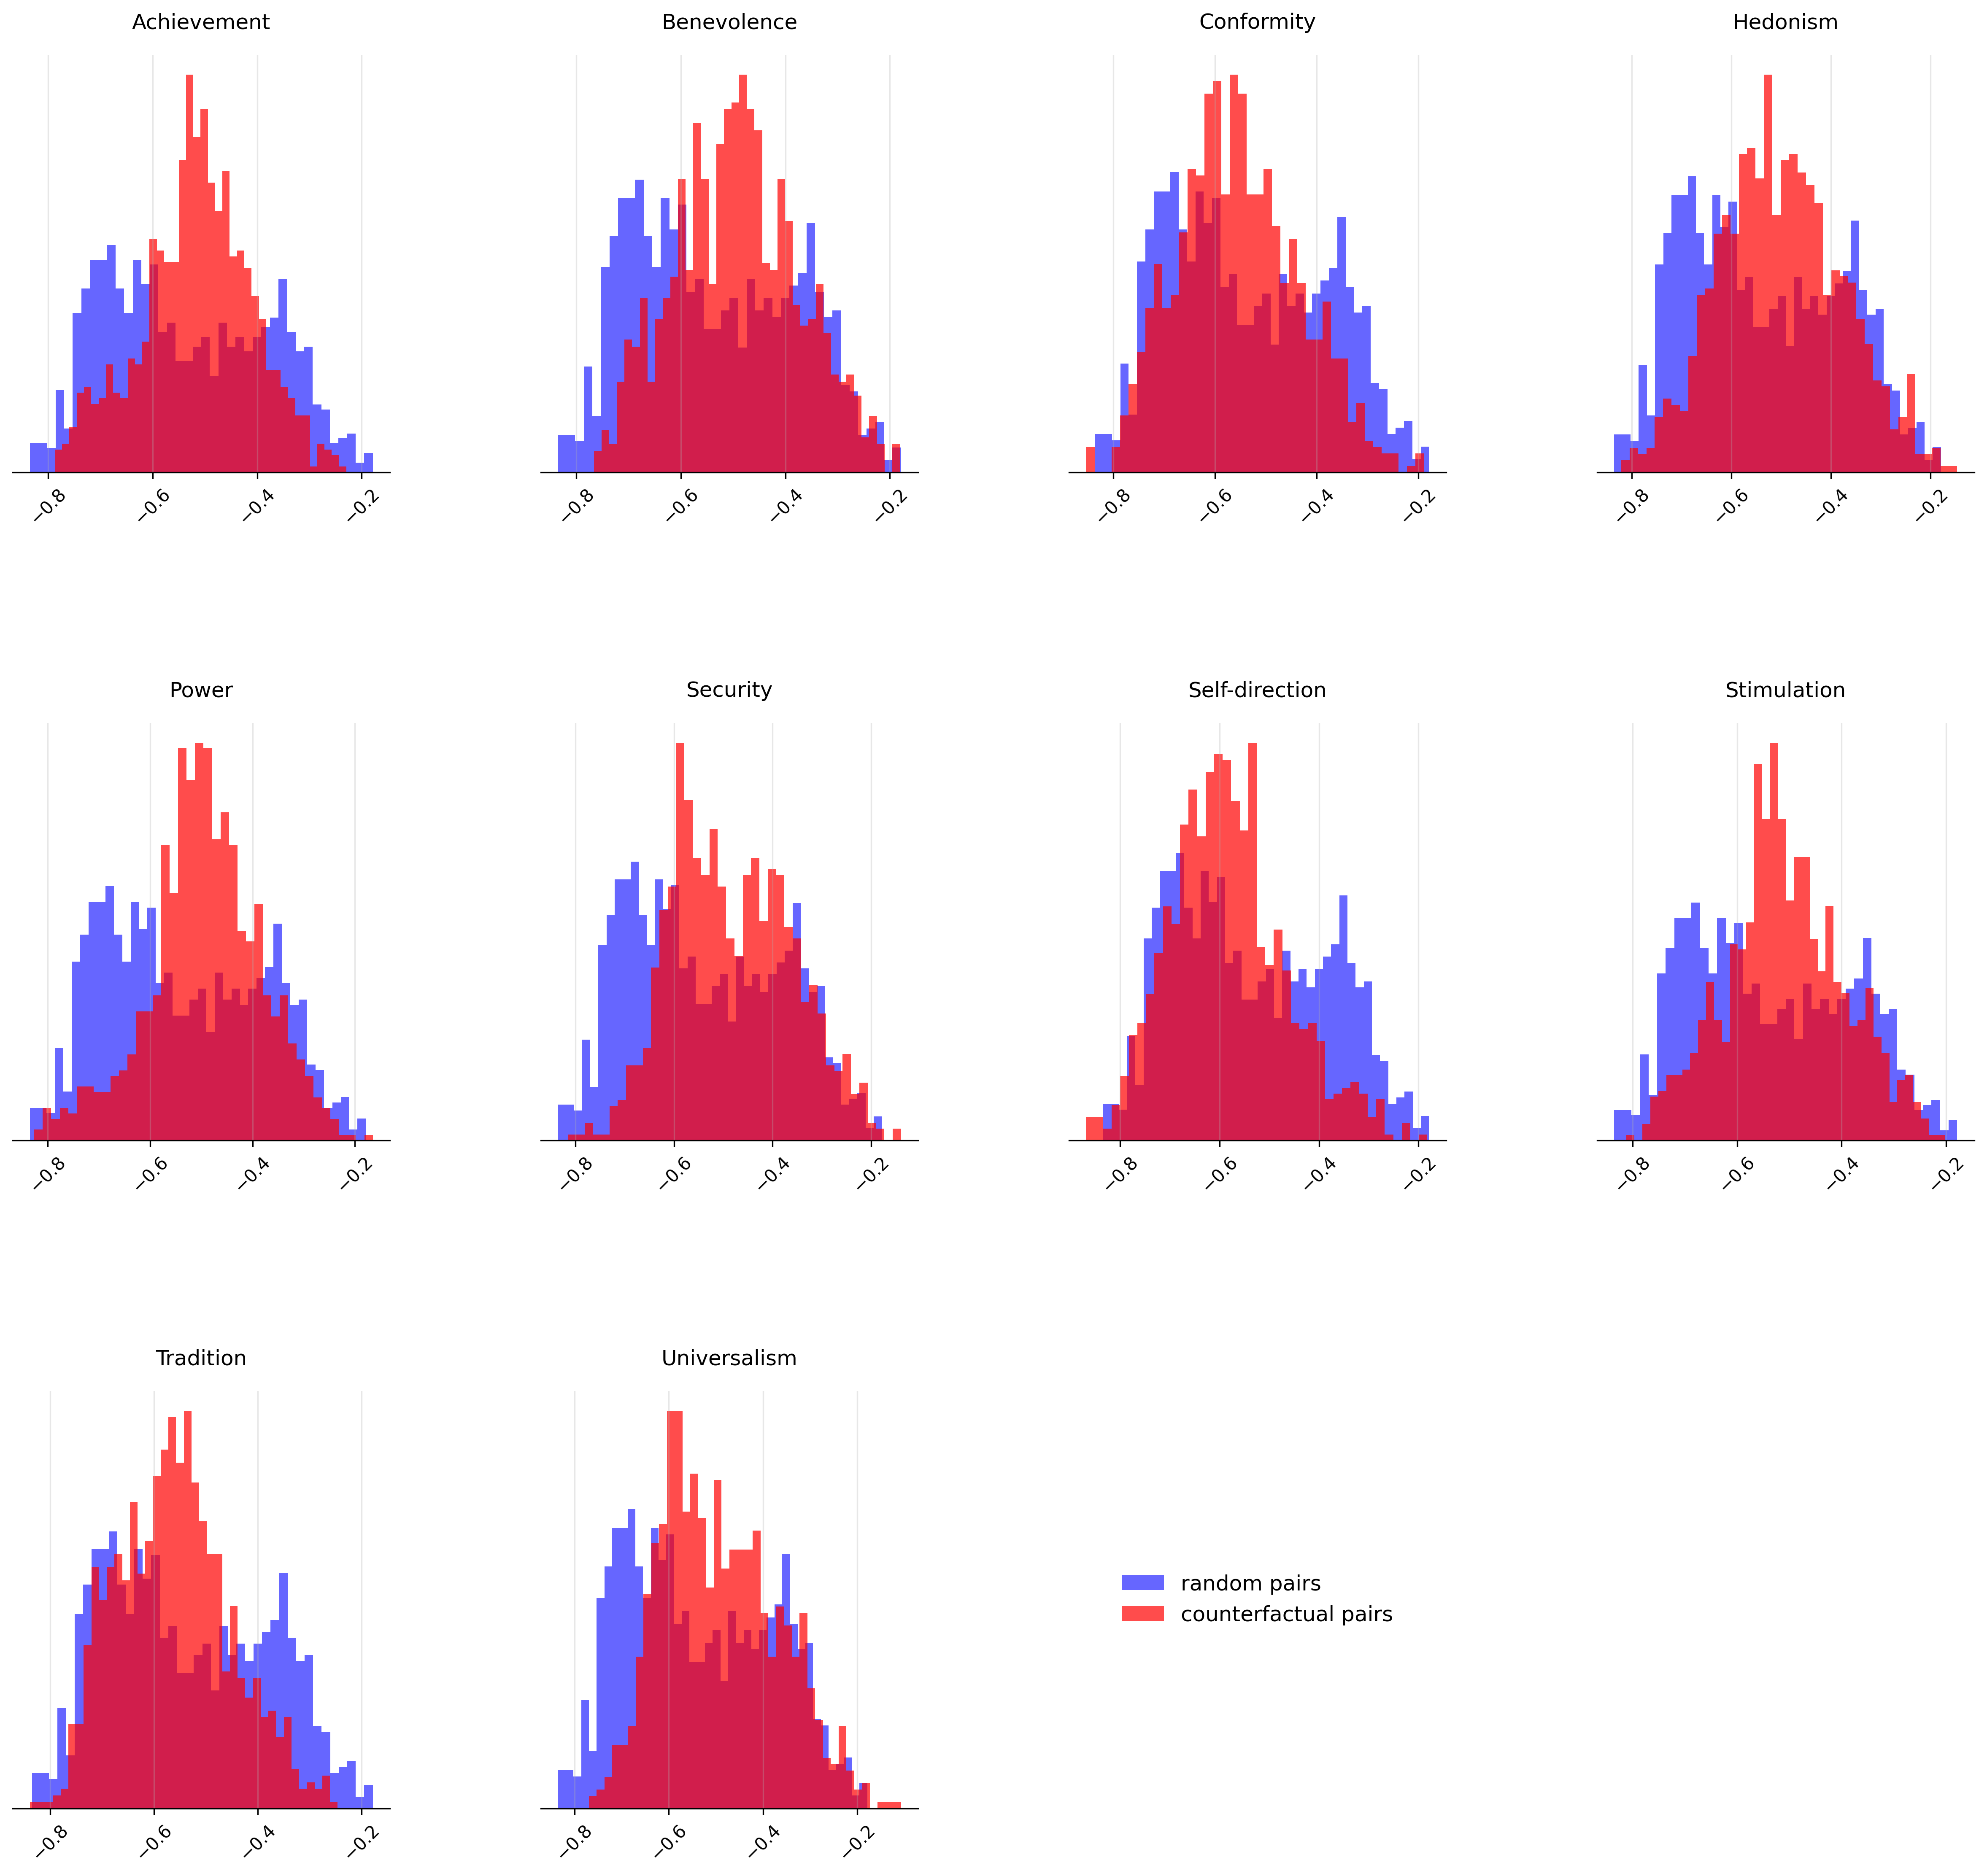 Achievement Benevolence Conformity Hedonism
−0.8 −0.6 −0.4 −0.2 −0.8 −0.6 −0.4 −0.2 −0.8 −0.6 −0.4 −0.2 −0.8 −0.6 −0.4 −0.2
Power Security Self-direction Stimulation
−0.8 −0.6 −0.4 −0.2 −0.8 −0.6 −0.4 −0.2 −0.8 −0.6 −0.4 −0.2 −0.8 −0.6 −0.4 −0.2
Tradition Universalism
random pairs
counterfactual pairs
−0.8 −0.6 −0.4 −0.2 −0.8 −0.6 −0.4 −0.2